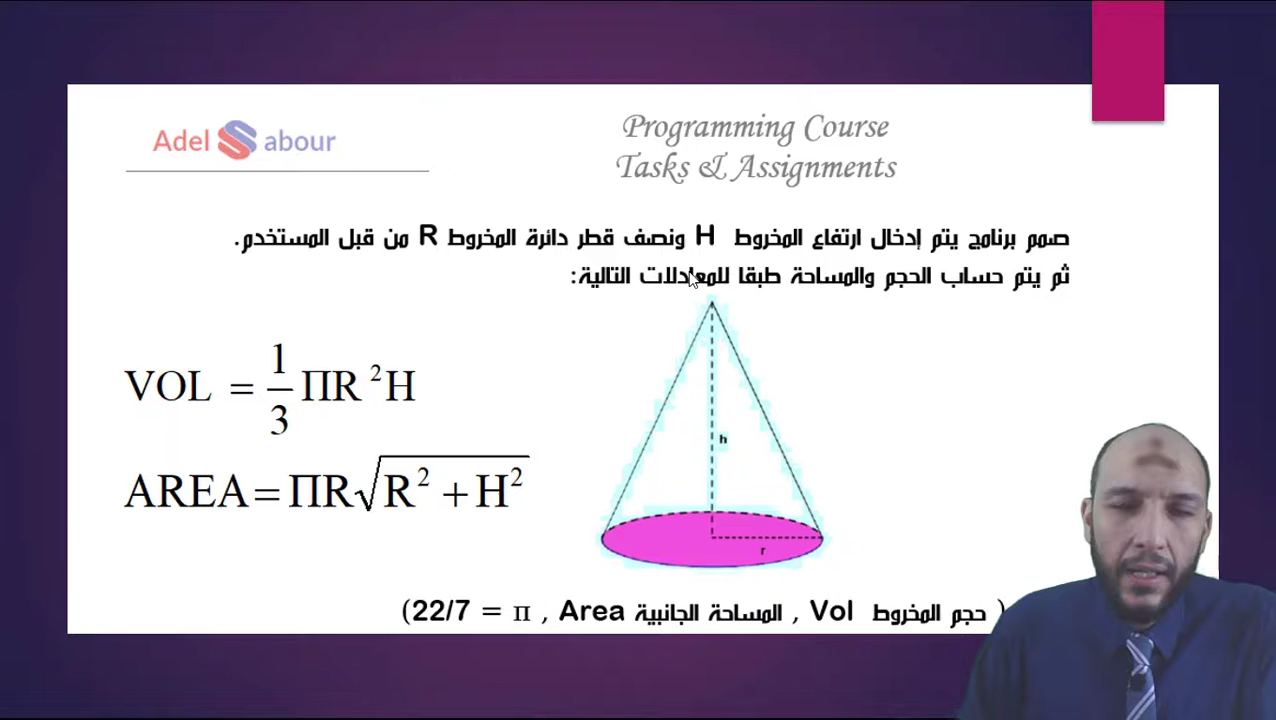 Adel Sabour
Programming Course
Tasks & Assignments
صمم برنامج يتم إدخال ارتفاع المخروط H ونصف قطر دائرة المخروط R من قبل المستخدم.
ثم يتم حساب الحجم والمساحة طبقا للمعادلات التالية:
VOL = 1/3 ΠR²H
AREA = ΠR√(R² + H²)
h
r
( حجم المخروط Vol , المساحة الجانبية Area , π = 22/7)